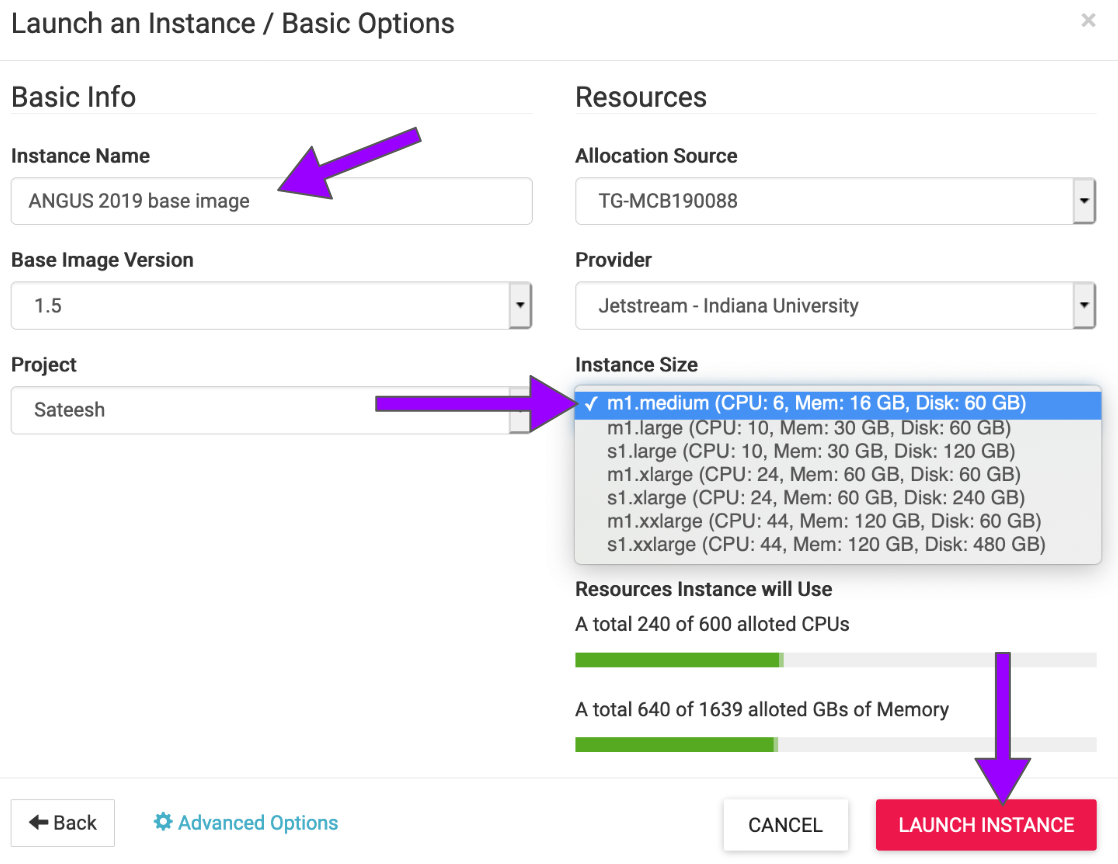 Launch an Instance / Basic Options
×
Basic Info
Instance Name
ANGUS 2019 base image
Base Image Version
1.5
Project
Sateesh
Resources
Allocation Source
TG-MCB190088
Provider
Jetstream - Indiana University
Instance Size
✓ m1.medium (CPU: 6, Mem: 16 GB, Disk: 60 GB)
m1.large (CPU: 10, Mem: 30 GB, Disk: 60 GB)
s1.large (CPU: 10, Mem: 30 GB, Disk: 120 GB)
m1.xlarge (CPU: 24, Mem: 60 GB, Disk: 60 GB)
s1.xlarge (CPU: 24, Mem: 60 GB, Disk: 240 GB)
m1.xxlarge (CPU: 44, Mem: 120 GB, Disk: 60 GB)
s1.xxlarge (CPU: 44, Mem: 120 GB, Disk: 480 GB)
Resources Instance will Use
A total 240 of 600 alloted CPUs
A total 640 of 1639 alloted GBs of Memory
Back
Advanced Options
CANCEL
LAUNCH INSTANCE